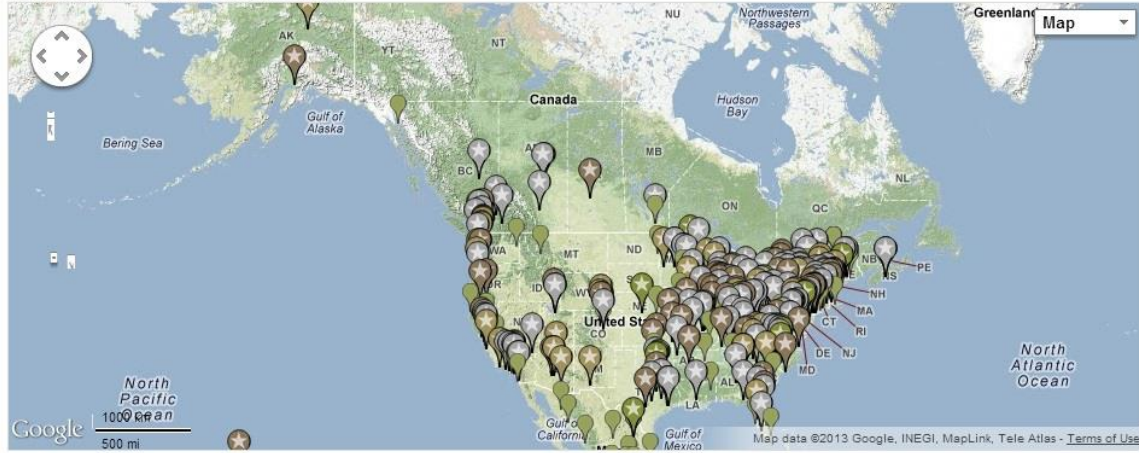 NU
Northwestern
Passages
Greenland
Map
AK
YT
NT
Canada
Gulf of
Alaska
Hudson
Bay
Bering Sea
BC
MB
NL
ON
QC
WA
MT
ND
NB
PE
NS
ID
NH
MA
United St
CO
CT
RI
DE
NJ
MD
AL
LA
North
Pacific
Ocean
North
Atlantic
Ocean
1000 km
500 mi
Google
Gulf of
California
Gulf of
Mexico
Map data ©2013 Google, INEGI, MapLink, Tele Atlas - Terms of Use